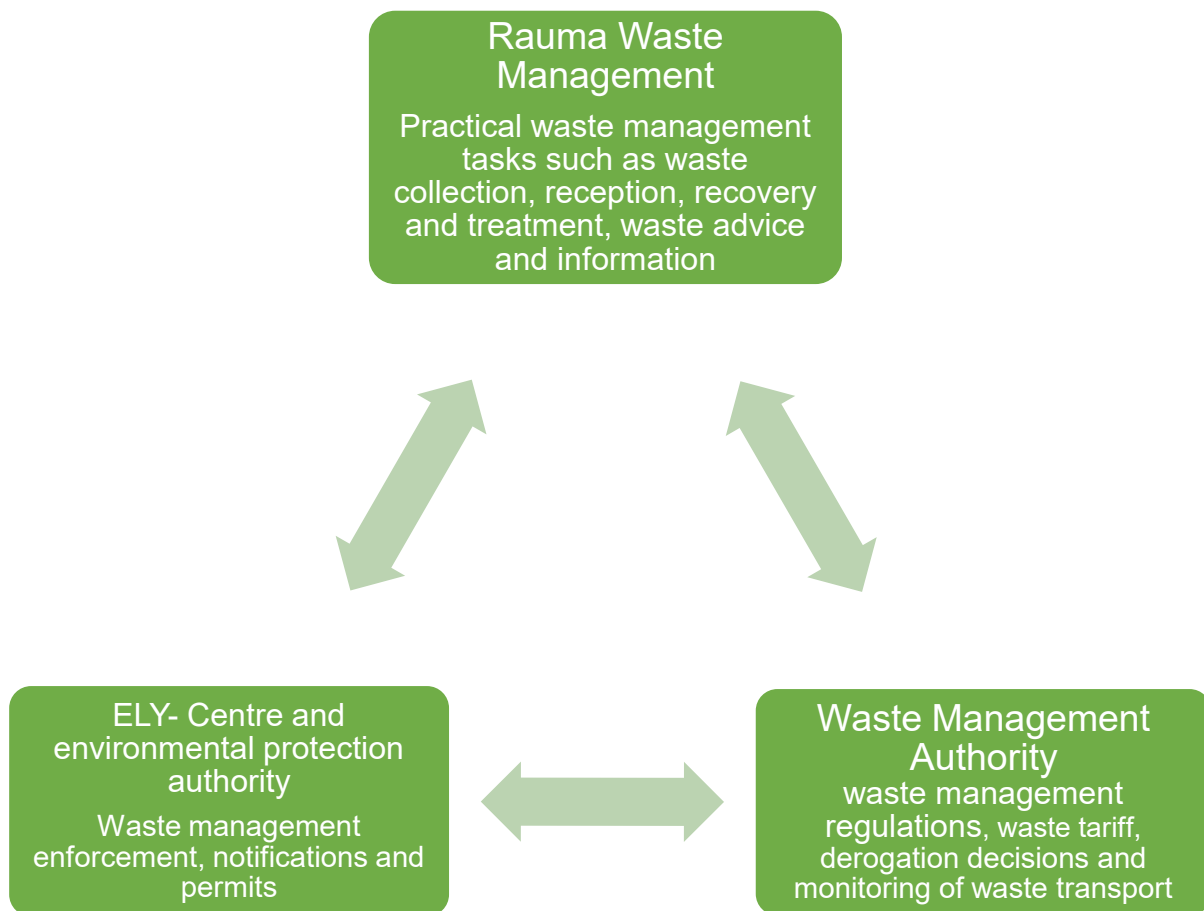 Rauma Waste
Management
Practical waste management
tasks such as waste
collection, reception, recovery
and treatment, waste advice
and information
ELY- Centre and
environmental protection
authority
Waste management
enforcement, notifications and
permits
Waste Management
Authority
waste management
regulations, waste tariff,
derogation decisions and
monitoring of waste transport